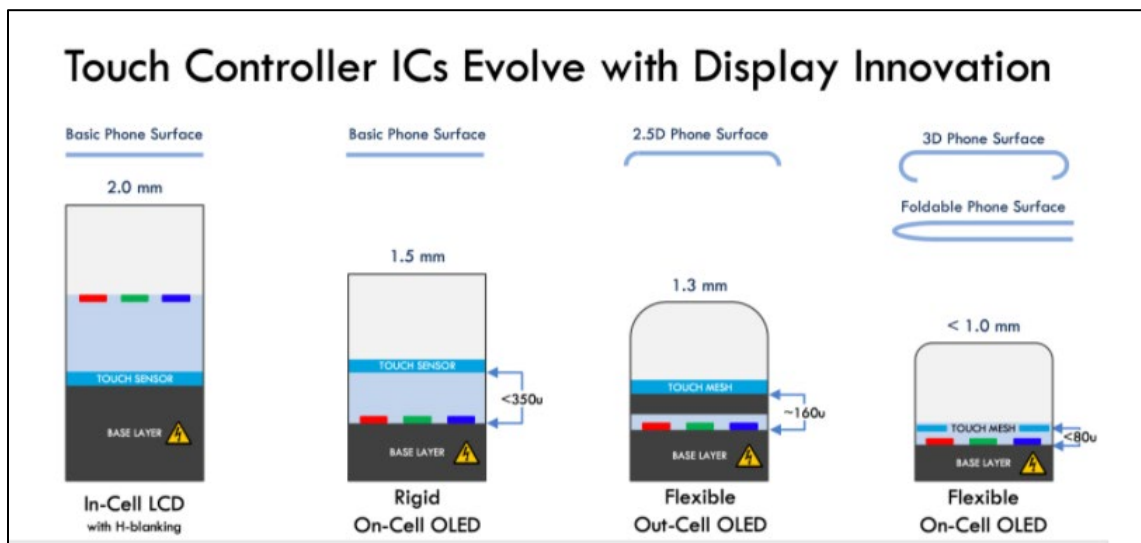 Touch Controller ICs Evolve with Display Innovation
Basic Phone Surface
2.0 mm
TOUCH SENSOR
BASE LAYER
In-Cell LCD
with H-blanking
Basic Phone Surface
1.5 mm
TOUCH SENSOR
<350u
BASE LAYER
Rigid
On-Cell OLED
2.5D Phone Surface
1.3 mm
TOUCH MESH
~160u
BASE LAYER
Flexible
Out-Cell OLED
3D Phone Surface
Foldable Phone Surface
< 1.0 mm
TOUCH MESH
<80u
BASE LAYER
Flexible
On-Cell OLED